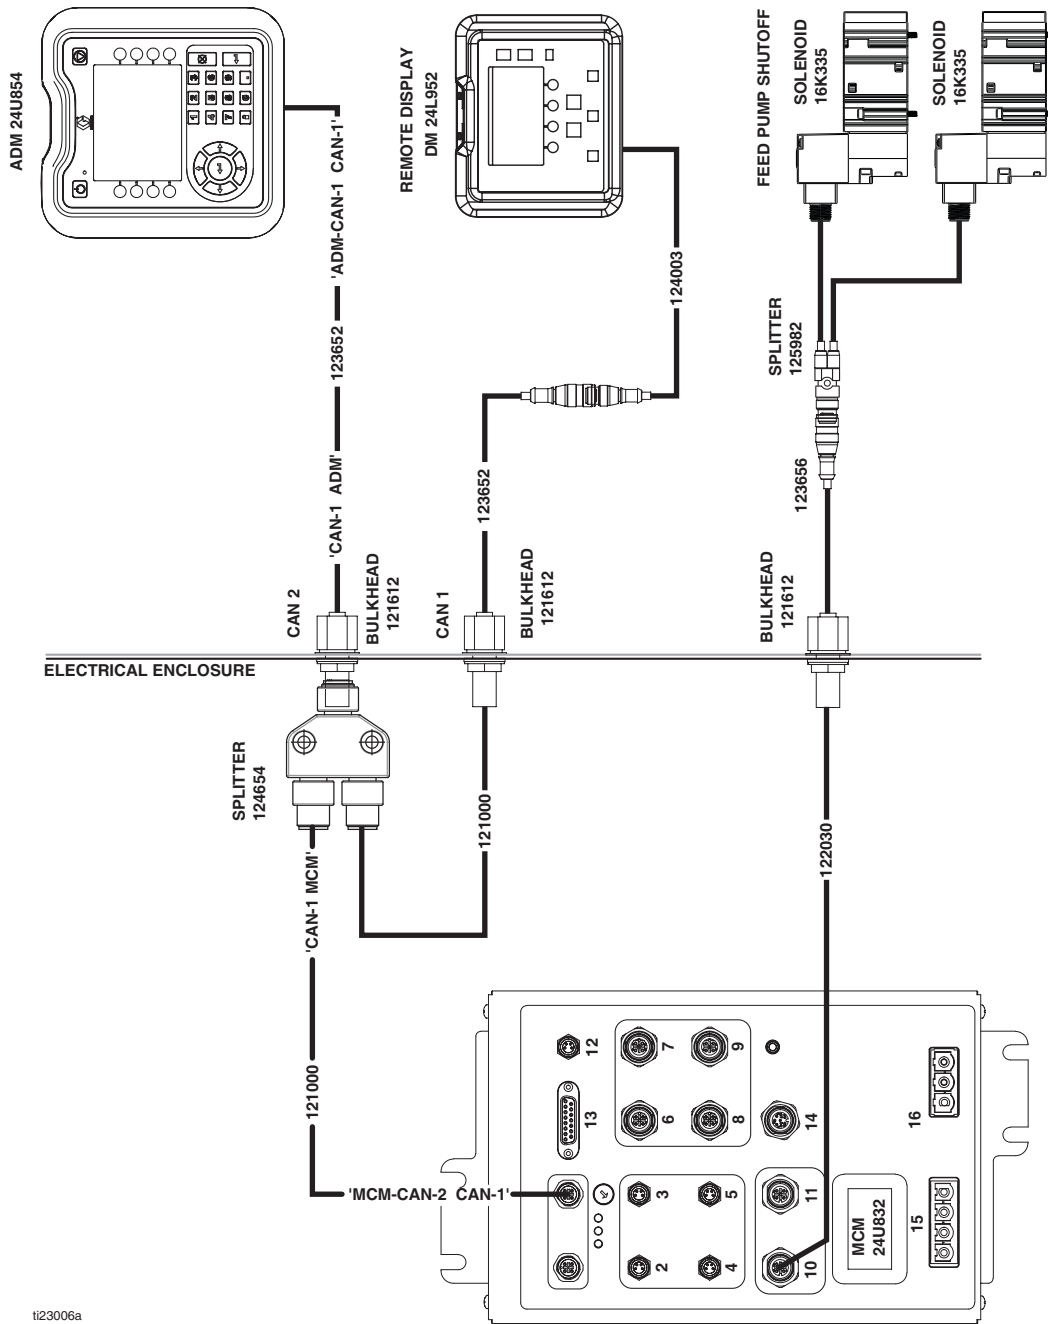 ADM 24U854
'ADM-CAN-1 CAN-1'
123652
'CAN-1 ADM'
CAN 2
BULKHEAD
121612
REMOTE DISPLAY
DM 24L952
124003
123652
CAN 1
BULKHEAD
121612
FEED PUMP SHUTOFF
SOLENOID
16K335
SOLENOID
16K335
SPLITTER
125982
123656
BULKHEAD
121612
ELECTRICAL ENCLOSURE
SPLITTER
124654
'CAN-1 MCM'
121000
121000
122030
'MCM-CAN-2 CAN-1'
12
13
7
9
6
8
14
3
5
2
4
11
10
16
15
MCM
24U832
ti23006a